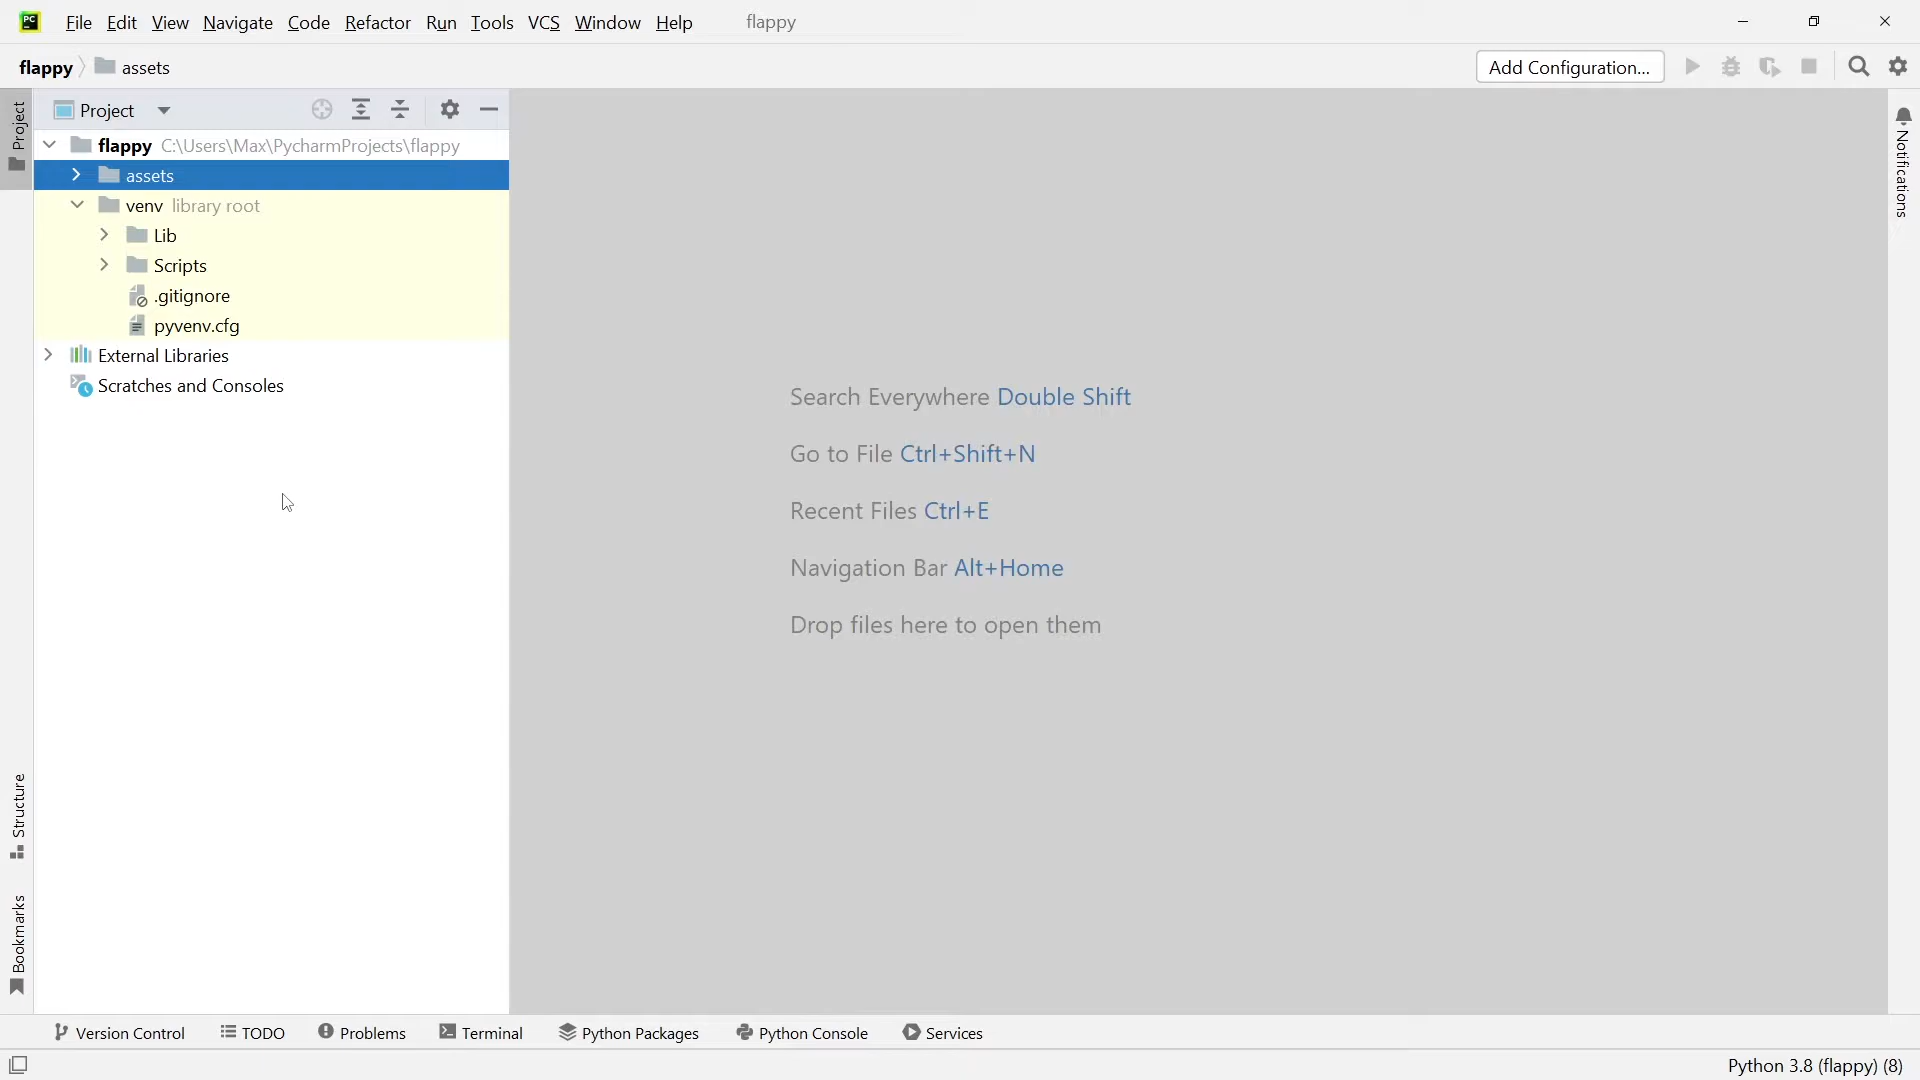 PC File Edit View Navigate Code Refactor Run Tools VCS Window Help flappy
flappy assets Add Configuration...
Project
Project
flappy C:\Users\Max\PycharmProjects\flappy
assets
venv library root
Lib
Scripts
.gitignore
pyvenv.cfg
External Libraries
Scratches and Consoles
Search Everywhere Double Shift
Go to File Ctrl+Shift+N
Recent Files Ctrl+E
Navigation Bar Alt+Home
Drop files here to open them
Notifications
Structure
Bookmarks
Version Control TODO Problems Terminal Python Packages Python Console Services
Python 3.8 (flappy) (8)